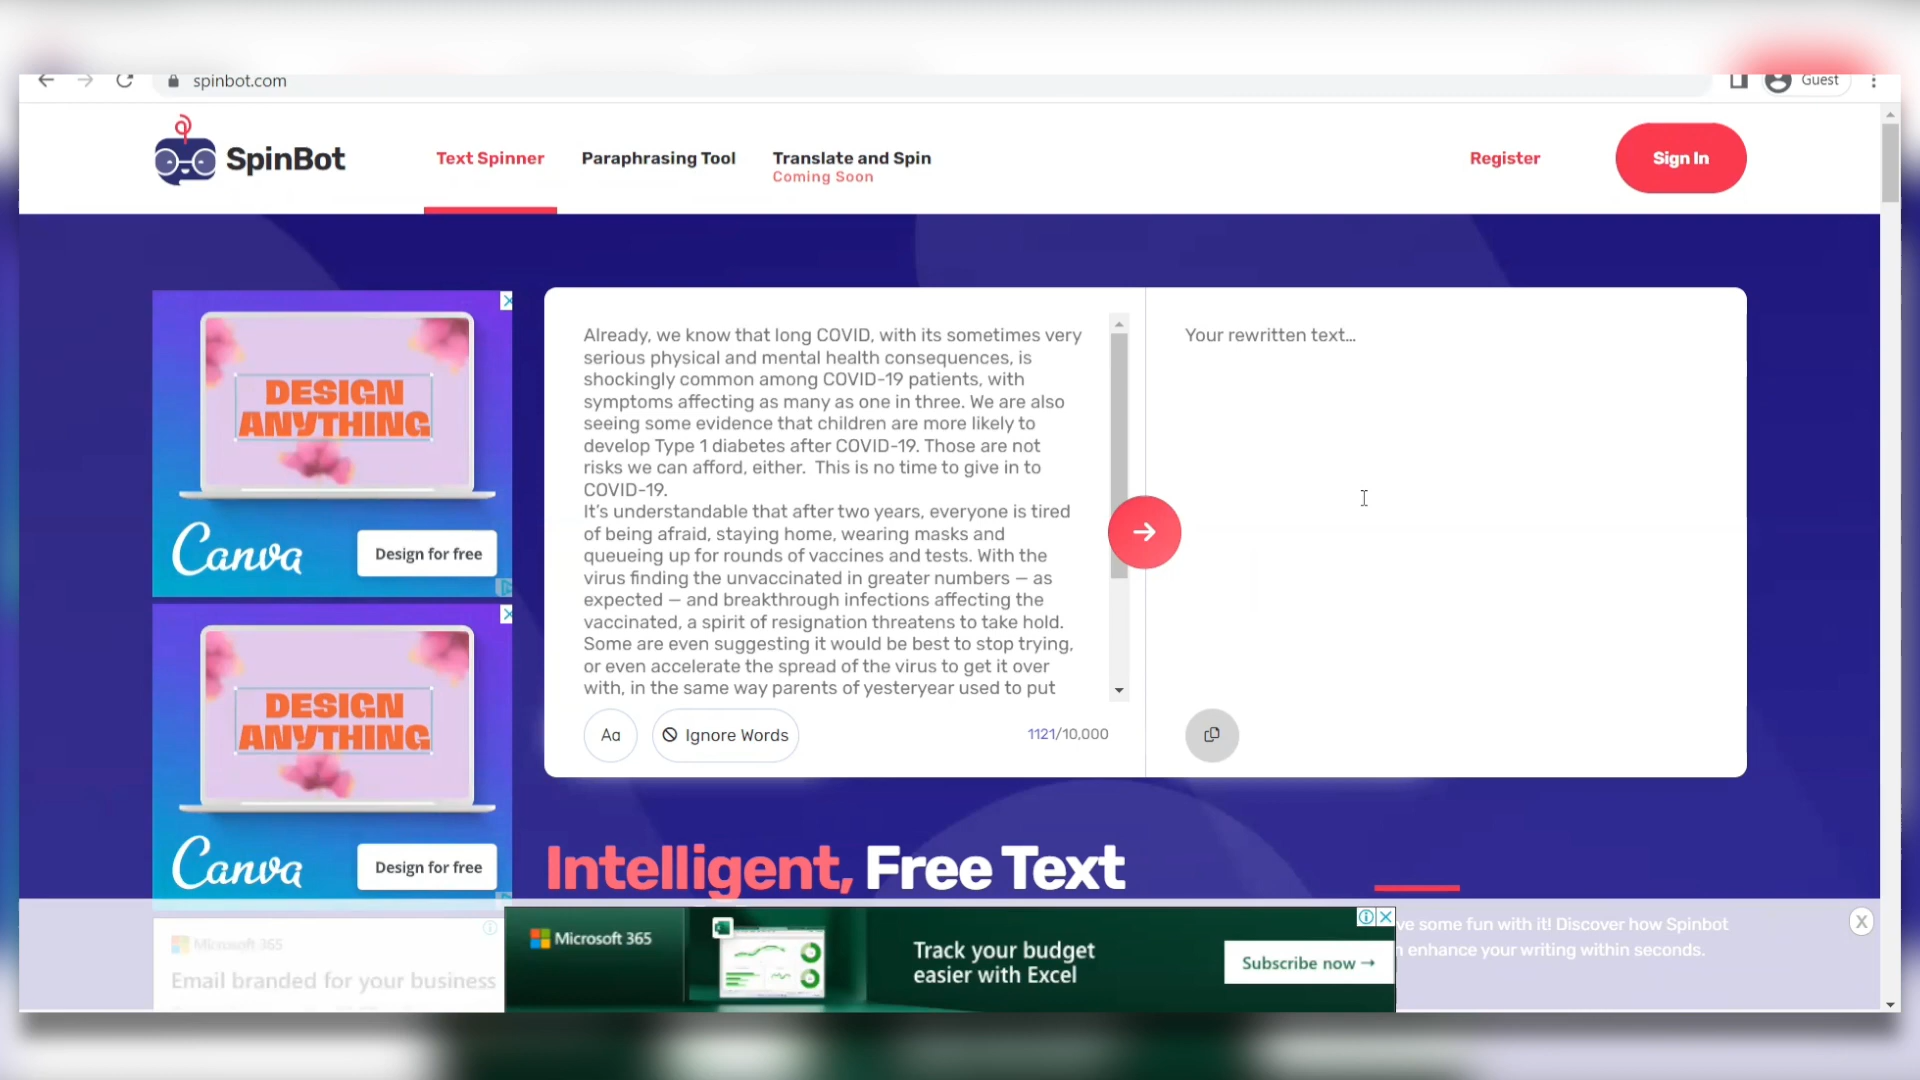 spinbot.com
Guest
SpinBot
Text Spinner
Paraphrasing Tool
Translate and Spin
Coming Soon
Register
Sign In
DESIGN
ANYTHING
Canva
Design for free
DESIGN
ANYTHING
Canva
Design for free
Already, we know that long COVID, with its sometimes very
serious physical and mental health consequences, is
shockingly common among COVID-19 patients, with
symptoms affecting as many as one in three. We are also
seeing some evidence that children are more likely to
develop Type 1 diabetes after COVID-19. Those are not
risks we can afford, either.  This is no time to give in to
COVID-19.
It's understandable that after two years, everyone is tired
of being afraid, staying home, wearing masks and
queueing up for rounds of vaccines and tests. With the
virus finding the unvaccinated in greater numbers — as
expected — and breakthrough infections affecting the
vaccinated, a spirit of resignation threatens to take hold.
Some are even suggesting it would be best to stop trying,
or even accelerate the spread of the virus to get it over
with, in the same way parents of yesteryear used to put
Aa
Ignore Words
1121/10,000
Your rewritten text...
Intelligent, Free Text
ve some fun with it! Discover how Spinbot
enhance your writing within seconds.
X
Microsoft 365
Email branded for your business
Microsoft 365
Track your budget
easier with Excel
Subscribe now →